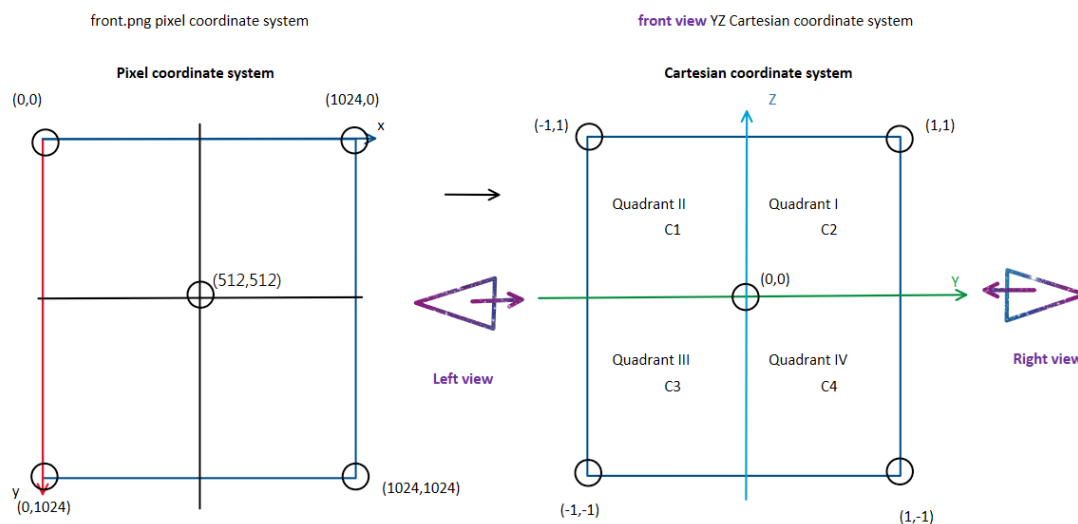 front.png pixel coordinate system
front view YZ Cartesian coordinate system
Pixel coordinate system
Cartesian coordinate system
(0,0)
(1024,0)
x
Z
(-1,1)
(1,1)
Quadrant II
C1
Quadrant I
C2
(512,512)
(0,0)
Y
Left view
Quadrant III
C3
Quadrant IV
C4
Right view
y
(0,1024)
(1024,1024)
(-1,-1)
(1,-1)